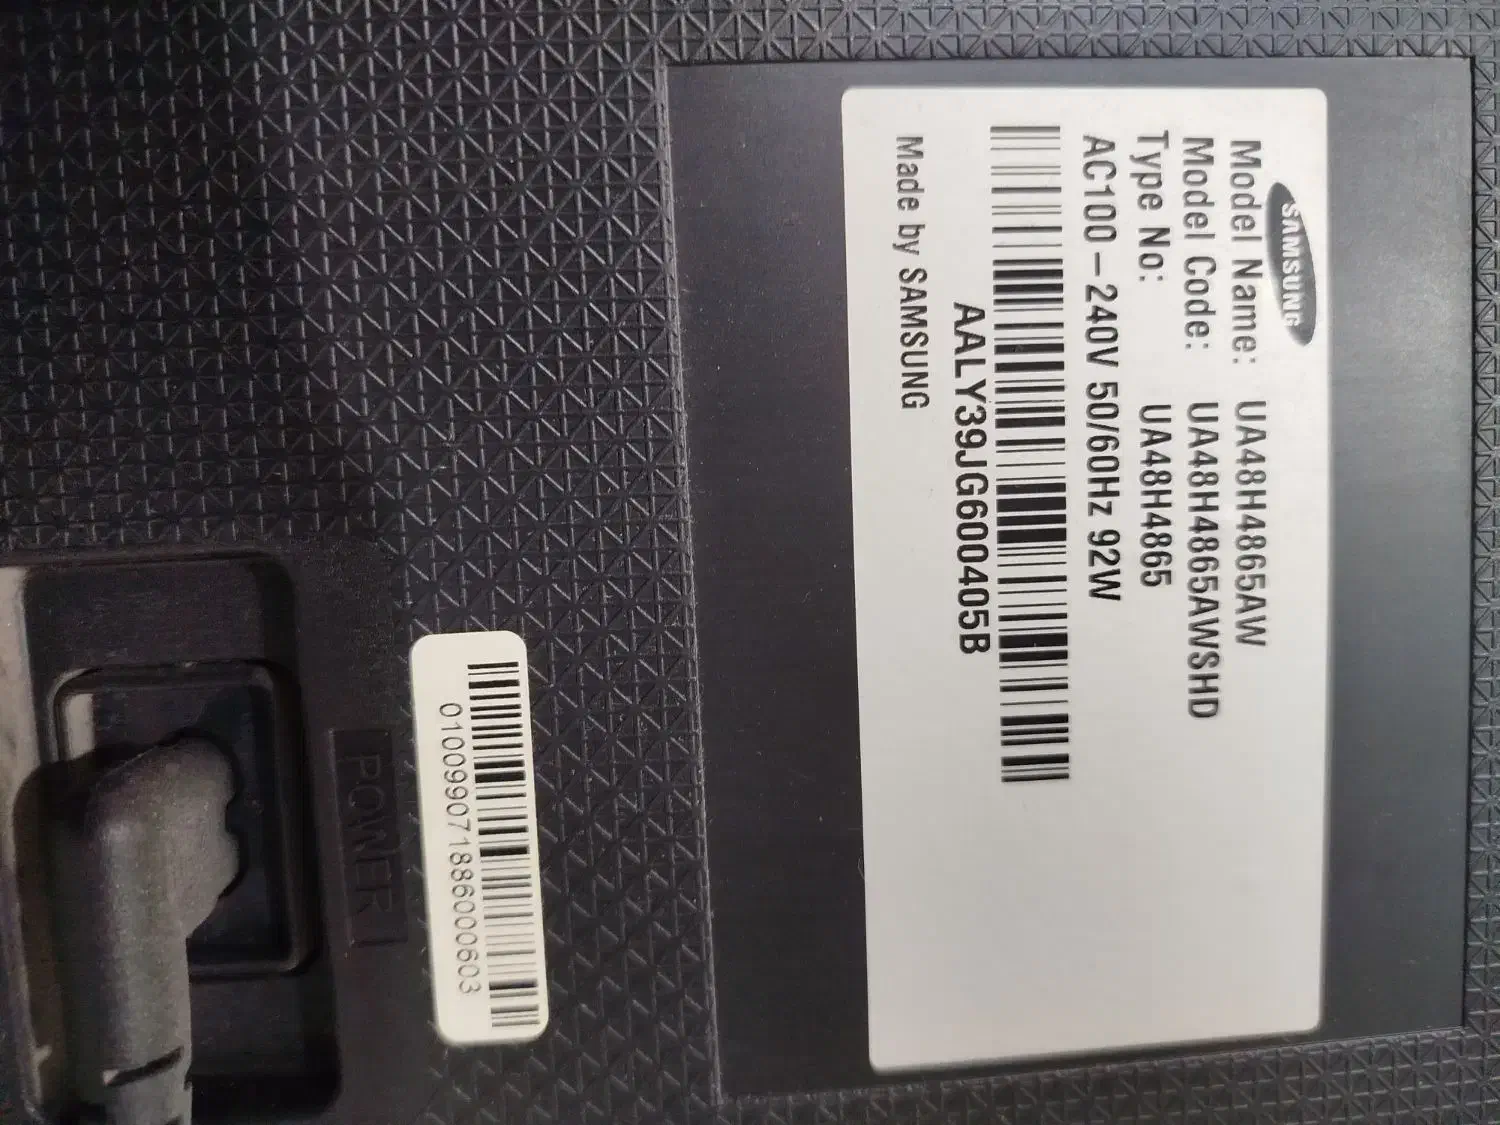 SAMSUNG
Model Name: UA48H4865AW
Model Code: UA48H4865AWSHD
Type No: UA48H4865
AC100-240V 50/60Hz 92W
AALY39JG600405B
Made by SAMSUNG
0100990718860000603
POWER